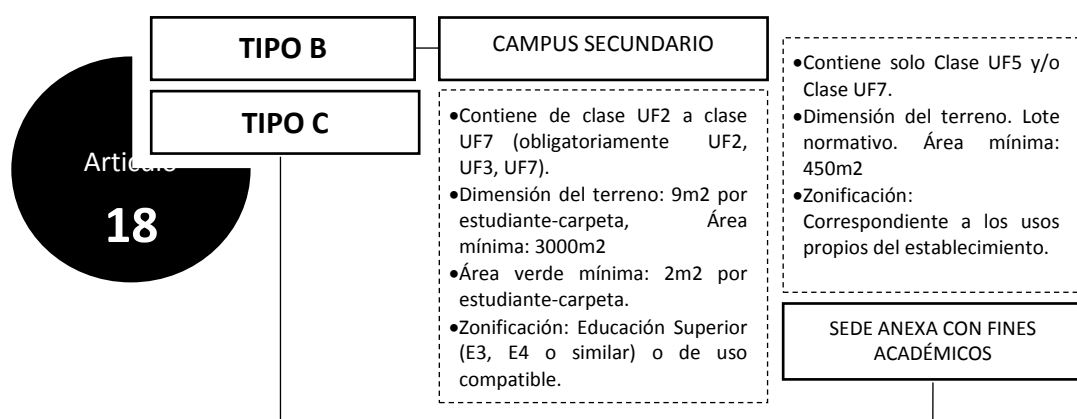 TIPO B
CAMPUS SECUNDARIO
TIPO C
Artículo
18
•Contiene de clase UF2 a clase
UF7 (obligatoriamente UF2,
UF3, UF7).
•Dimensión del terreno: 9m2 por
estudiante-carpeta, Área
mínima: 3000m2
•Área verde mínima: 2m2 por
estudiante-carpeta.
•Zonificación: Educación Superior
(E3, E4 o similar) o de uso
compatible.
•Contiene solo Clase UF5 y/o
Clase UF7.
•Dimensión del terreno. Lote
normativo. Área mínima:
450m2
•Zonificación:
Correspondiente a los usos
propios del establecimiento.
SEDE ANEXA CON FINES
ACADÉMICOS